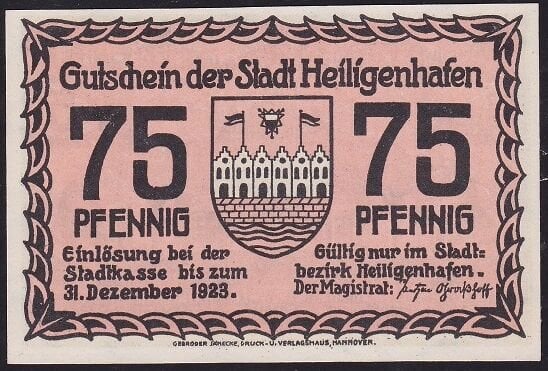 Gutschein der Stadt Heiligenhafen
75
PFENNIG
75
PFENNIG
Einlösung bei der
Stadtkasse bis zum
31. Dezember 1923.
Gültig nur im Stadt=
bezirk Heiligenhafen.
Der Magistrat:
GEBRÜDER JÄNECKE, DRUCK- U. VERLAGSHAUS, HANNOVER.